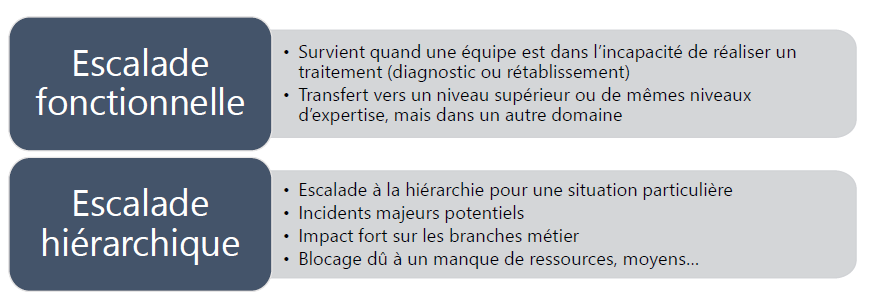 Escalade
fonctionnelle
• Survient quand une équipe est dans l’incapacité de réaliser un
traitement (diagnostic ou rétablissement)
• Transfert vers un niveau supérieur ou de mêmes niveaux
d’expertise, mais dans un autre domaine
Escalade
hiérarchique
• Escalade à la hiérarchie pour une situation particulière
• Incidents majeurs potentiels
• Impact fort sur les branches métier
• Blocage dû à un manque de ressources, moyens…